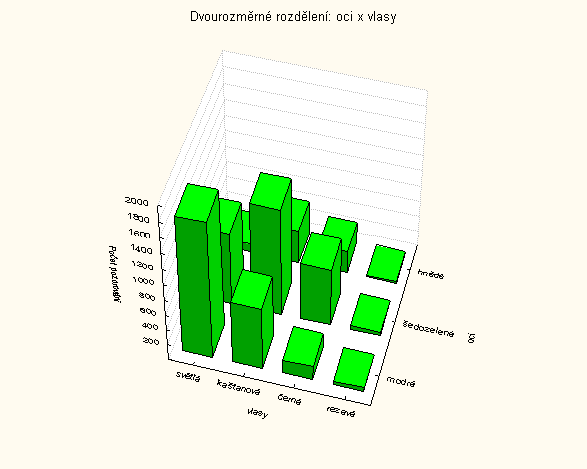 Dvourozměrné rozdělení: oci x vlasy
2000
1800
1600
1400
1200
1000
800
600
400
200
Počet pozorování
světlá
kaštanová
černá
rezavá
vlasy
hnědé
šedozelené
modré
oci